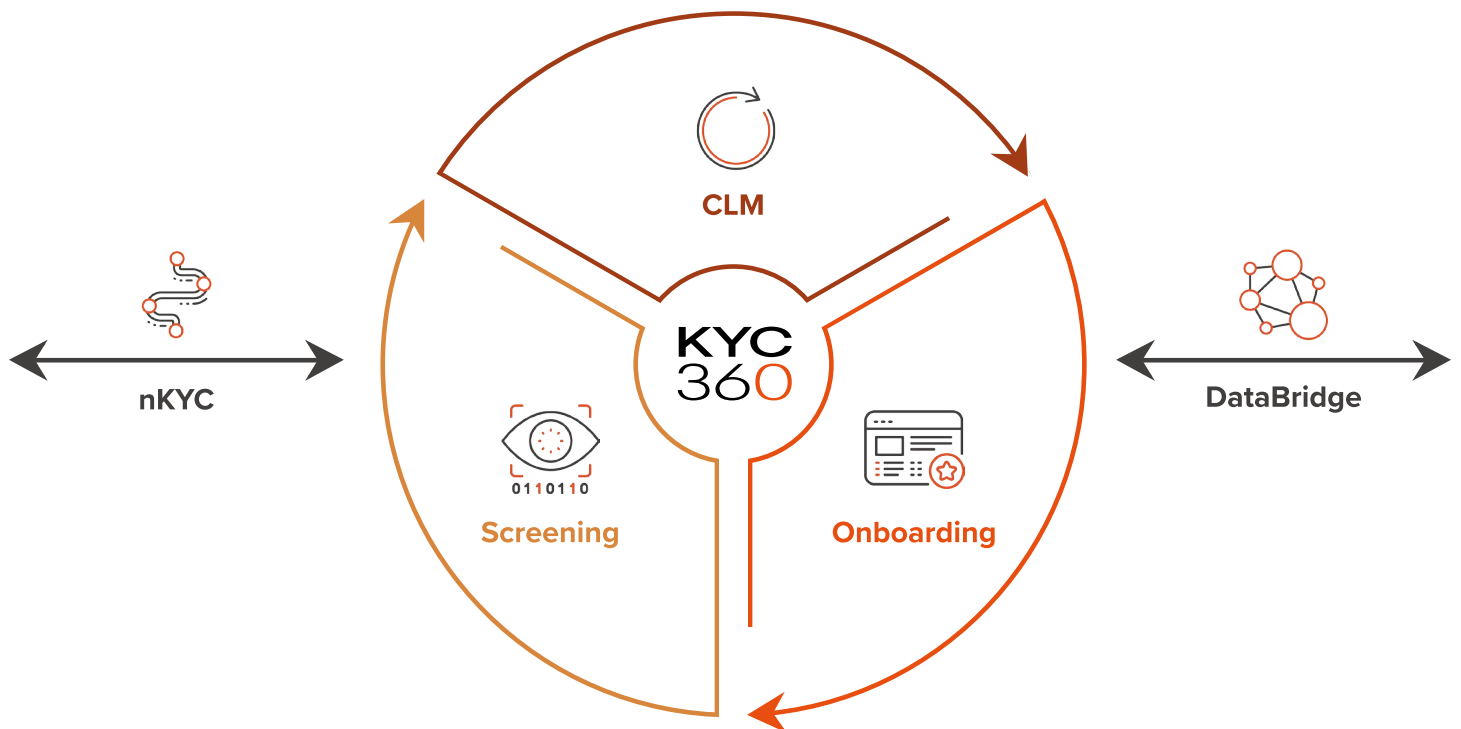 CLM
nKYC
KYC
360
DataBridge
0110110
Screening
Onboarding